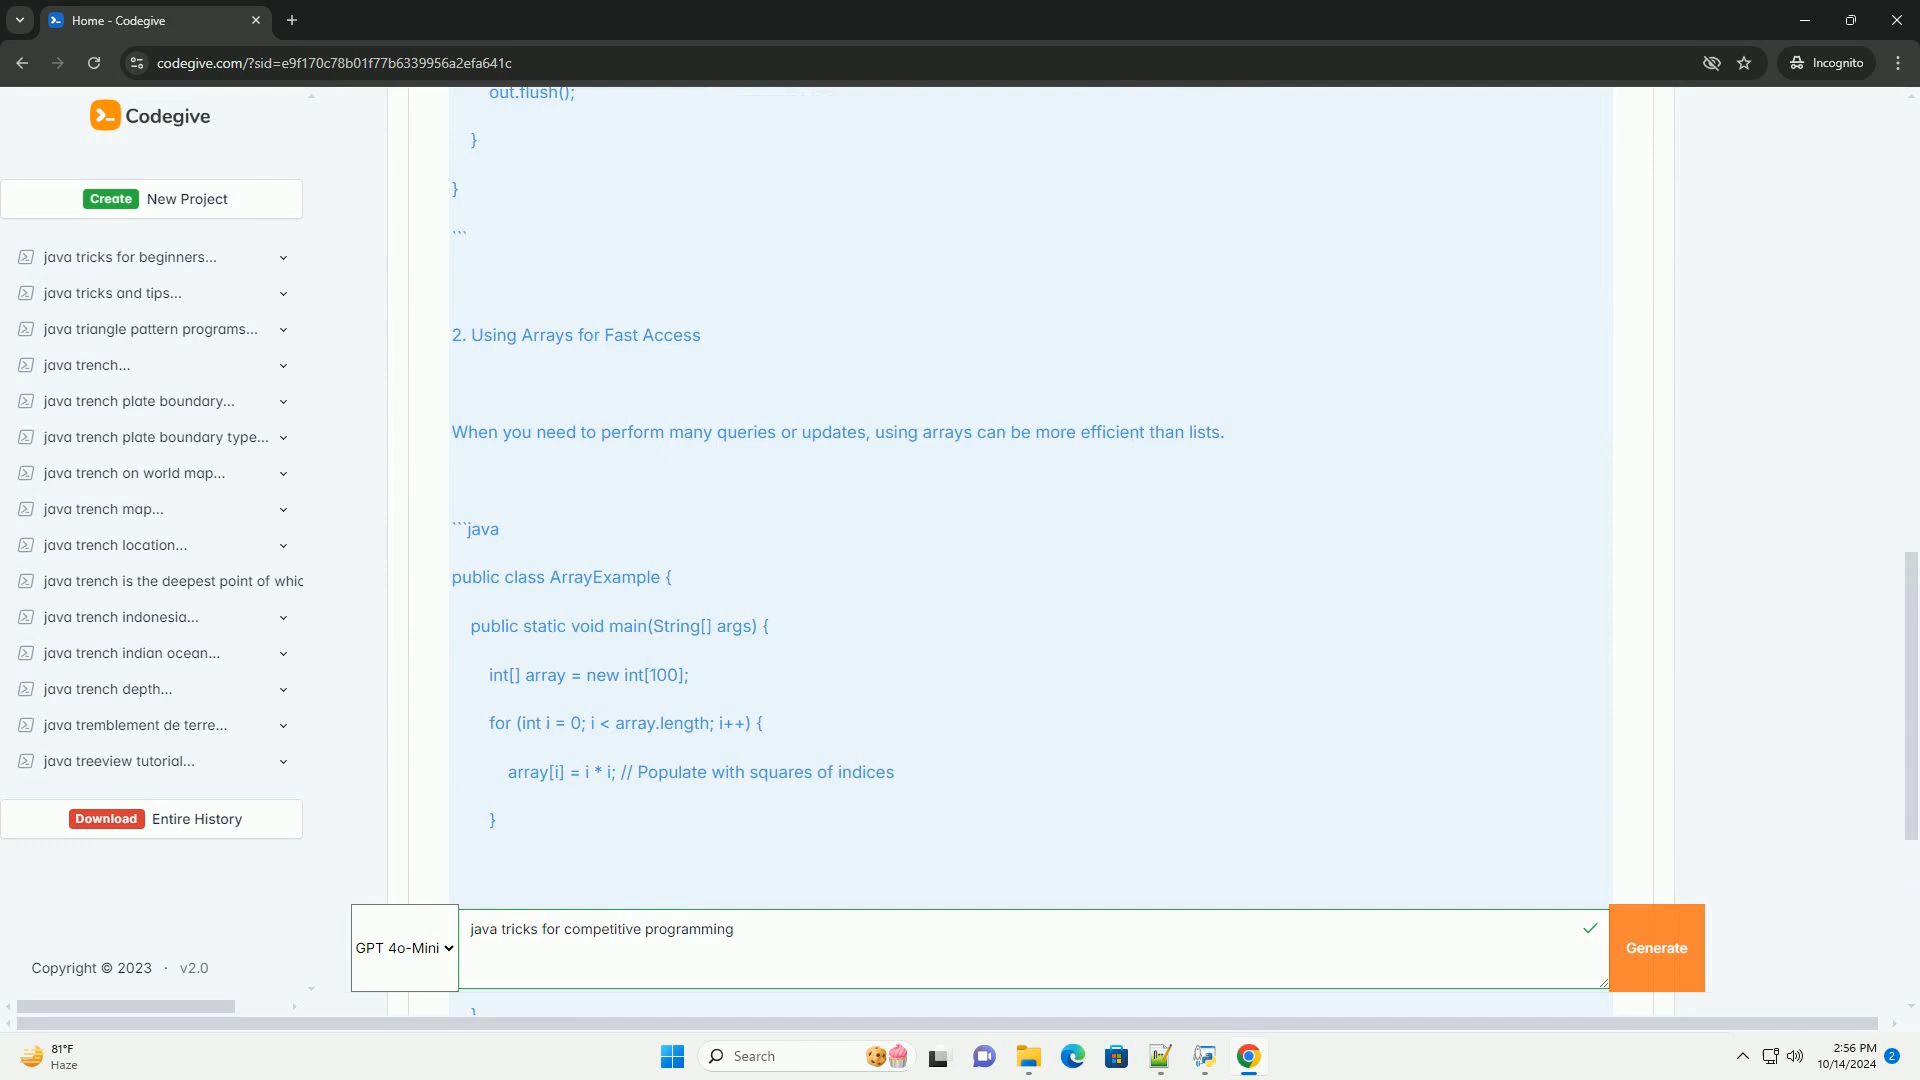 Home - Codegive
codegive.com/?sid=e9f170c78b01f77b6339956a2efa641c
Incognito
Codegive
Create New Project
java tricks for beginners...
java tricks and tips...
java triangle pattern programs...
java trench...
java trench plate boundary...
java trench plate boundary type...
java trench on world map...
java trench map...
java trench location...
java trench is the deepest point of whic
java trench indonesia...
java trench indian ocean...
java trench depth...
java tremblement de terre...
java treeview tutorial...
Download Entire History
Copyright © 2023 · v2.0
out.flush();
}
}
```
2. Using Arrays for Fast Access
When you need to perform many queries or updates, using arrays can be more efficient than lists.
```java
public class ArrayExample {
public static void main(String[] args) {
int[] array = new int[100];
for (int i = 0; i < array.length; i++) {
array[i] = i * i; // Populate with squares of indices
}
GPT 4o-Mini
java tricks for competitive programming
Generate
}
81°F
Haze
Search
2:56 PM
10/14/2024
2